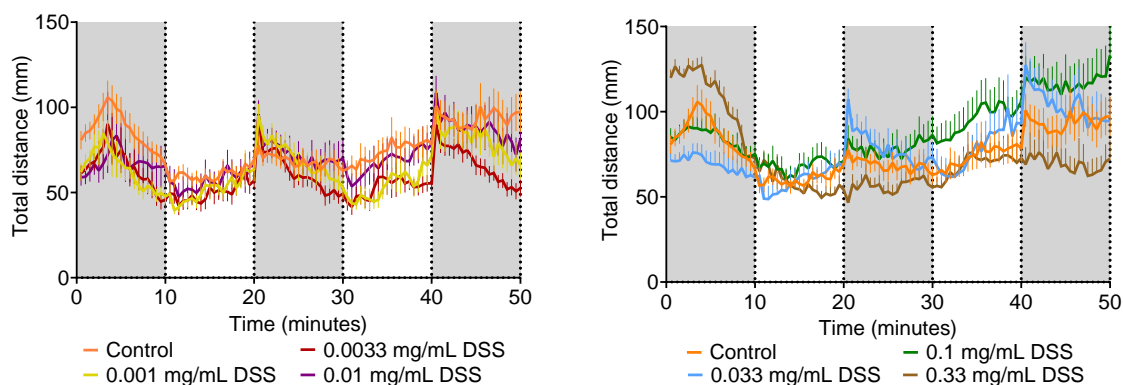 150
100
50
0
Total distance (mm)
0 10 20 30 40 50
Time (minutes)
Control
0.0033 mg/mL DSS
0.001 mg/mL DSS
0.01 mg/mL DSS
150
100
50
0
Total distance (mm)
0 10 20 30 40 50
Time (minutes)
Control
0.1 mg/mL DSS
0.033 mg/mL DSS
0.33 mg/mL DSS